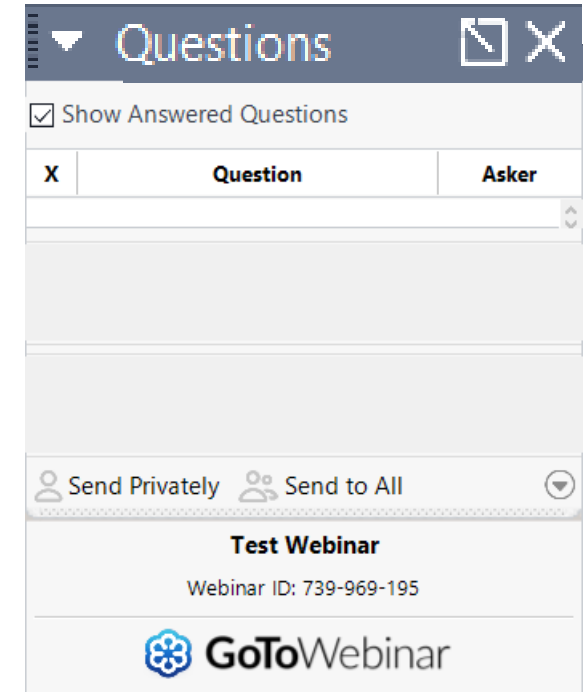 Questions
Show Answered Questions
X Question Asker
Send Privately Send to All
Test Webinar
Webinar ID: 739-969-195
GoToWebinar